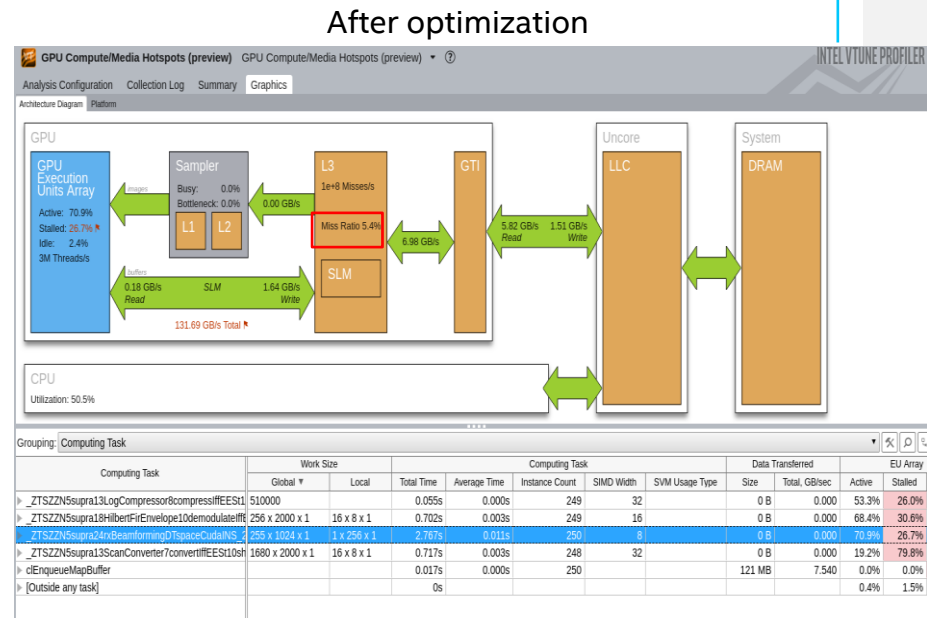 After optimization
GPU Compute/Media Hotspots (preview) GPU Compute/Media Hotspots (preview)
INTEL VTUNE PROFILER
Analysis Configuration Collection Log Summary Graphics
Architecture Diagram Platform
GPU
Uncore
System
GPU Execution Units Array
Active: 70.9%
Stalled: 26.7%
Idle: 2.4%
3M Threads/s
images
Sampler
Busy: 0.0%
Bottleneck: 0.0%
L1 L2
0.00 GB/s
L3
1e+8 Misses/s
Miss Ratio 5.4%
SLM
6.98 GB/s
GTI
5.82 GB/s 1.51 GB/s
Read Write
LLC
DRAM
buffers
0.18 GB/s SLM 1.64 GB/s
Read Write
131.69 GB/s Total
CPU
Utilization: 50.5%
Grouping: Computing Task
Computing Task Work Size Computing Task Data Transferred EU Array
Global Local Total Time Average Time Instance Count SIMD Width SVM Usage Type Size Total, GB/sec Active Stalled
_ZTSZZN5supra13LogCompressor8compressIffEESt1 510000 0.055s 0.000s 249 32 0 B 0.000 53.3% 26.0%
_ZTSZZN5supra18HilbertFirEnvelope10demodulateIffE 256 x 2000 x 1 16 x 8 x 1 0.702s 0.003s 249 16 0 B 0.000 68.4% 30.6%
_ZTSZZN5supra24rxBeamformingDTspaceCudaINS_2 255 x 1024 x 1 1 x 256 x 1 2.767s 0.011s 250 8 0 B 0.000 70.9% 26.7%
_ZTSZZN5supra13ScanConverter7convertIffEESt10sh 1680 x 2000 x 1 16 x 8 x 1 0.717s 0.003s 248 32 0 B 0.000 19.2% 79.8%
clEnqueueMapBuffer 0.017s 0.000s 250 121 MB 7.540 0.0% 0.0%
[Outside any task] 0s 0.4% 1.5%